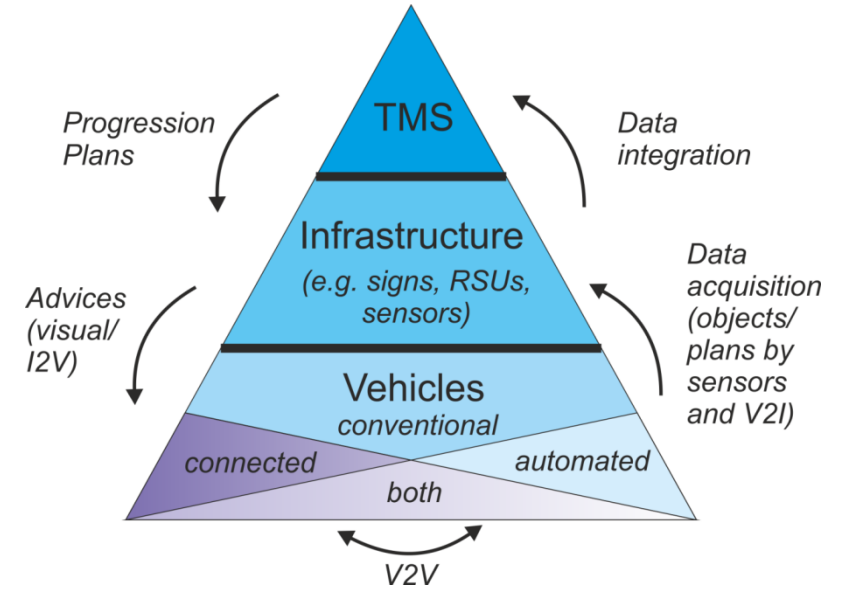 TMS
Progression
Plans
Data
integration
Infrastructure
(e.g. signs, RSUs,
sensors)
Advices
(visual/
I2V)
Data
acquisition
(objects/
plans by
sensors
and V2I)
Vehicles
conventional
connected
automated
both
V2V